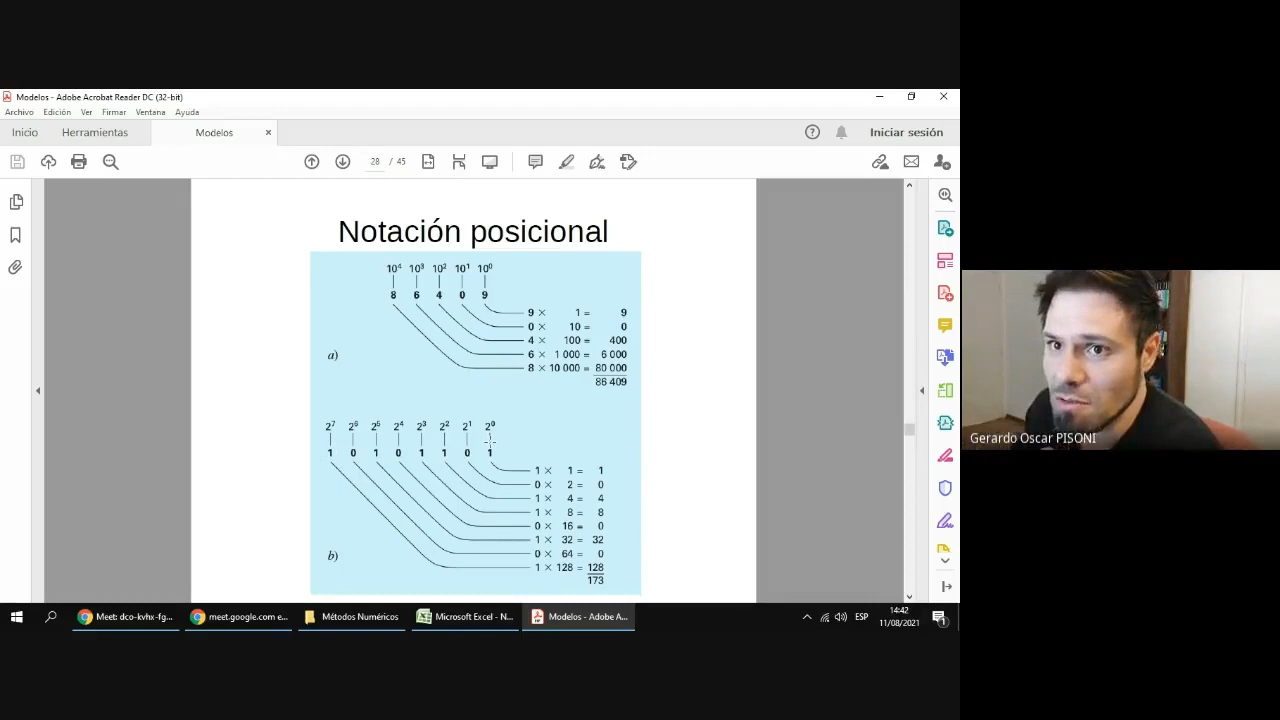 Modelos - Adobe Acrobat Reader DC (32-bit)
Archivo Edición Ver Firmar Ventana Ayuda
Inicio Herramientas Modelos × Iniciar sesión
28 / 45
Notación posicional
10⁴ 10³ 10² 10¹ 10⁰
8 6 4 0 9
9 × 1 = 9
0 × 10 = 0
4 × 100 = 400
6 × 1 000 = 6 000
8 × 10 000 = 80 000
86 409
a)
2⁷ 2⁶ 2⁵ 2⁴ 2³ 2² 2¹ 2⁰
1 0 1 0 1 1 0 1
1 × 1 = 1
0 × 2 = 0
1 × 4 = 4
1 × 8 = 8
0 × 16 = 0
1 × 32 = 32
0 × 64 = 0
1 × 128 = 128
173
b)
Gerardo Oscar PISONI
Meet: dco-kvhx-fg... meet.google.com e... Métodos Numéricos Microsoft Excel - N... Modelos - Adobe A... ESP 14:42
11/08/2021